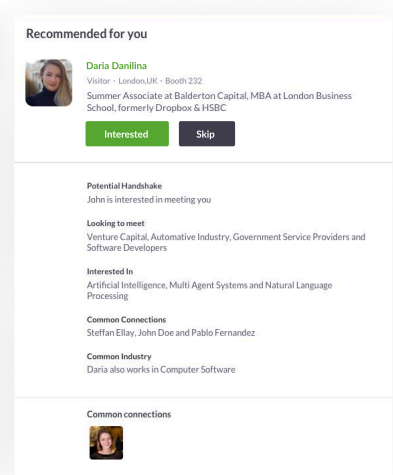 Recommended for you
Daria Danilina
Visitor · London,UK · Booth 232
Summer Associate at Balderton Capital, MBA at London Business
School, formerly Dropbox & HSBC
Interested Skip
Potential Handshake
John is interested in meeting you
Looking to meet
Venture Capital, Automative Industry, Government Service Providers and
Software Developers
Interested In
Artificial Intelligence, Multi Agent Systems and Natural Language
Processing
Common Connections
Steffan Ellay, John Doe and Pablo Fernandez
Common Industry
Daria also works in Computer Software
Common connections